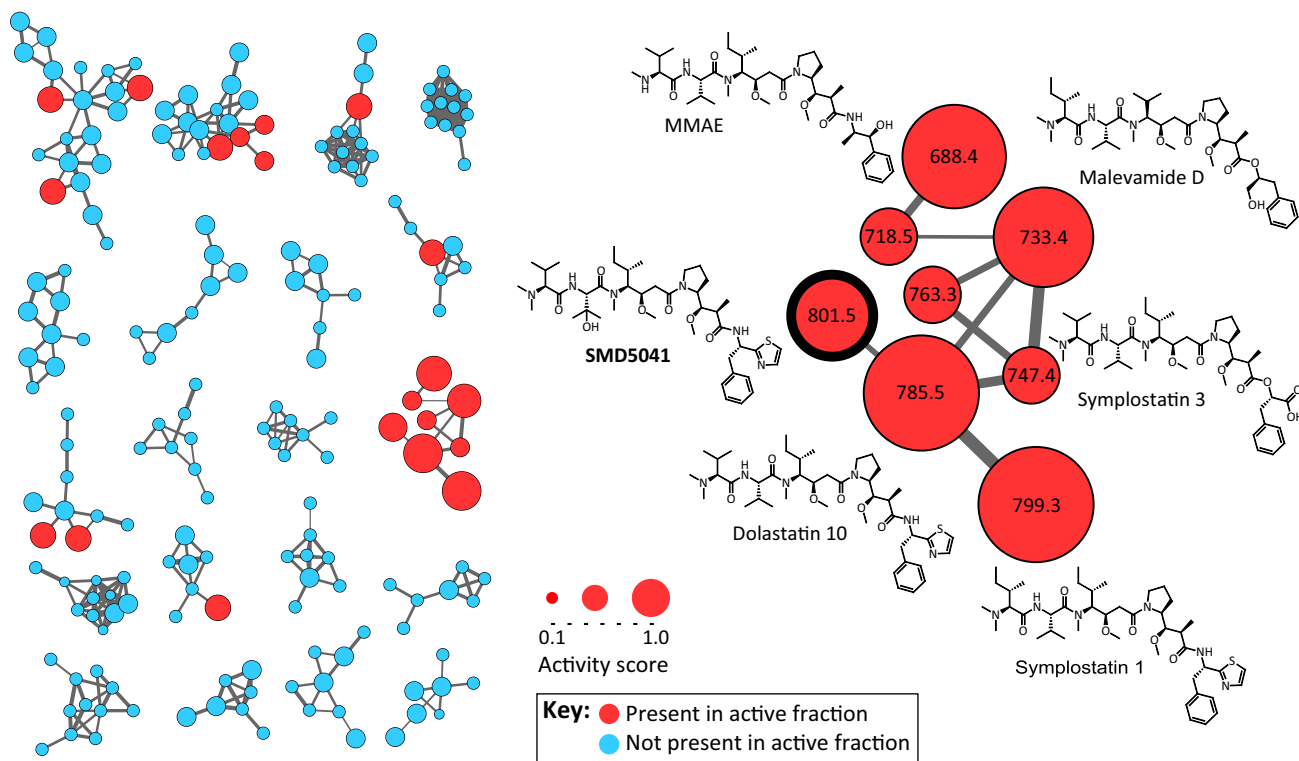 MMAE
Malevamide D
688.4
718.5
733.4
763.3
801.5
SMD5041
747.4
785.5
Symplostatin 3
Dolastatin 10
799.3
Symplostatin 1
0.1
1.0
Activity score
Key:
Present in active fraction
Not present in active fraction